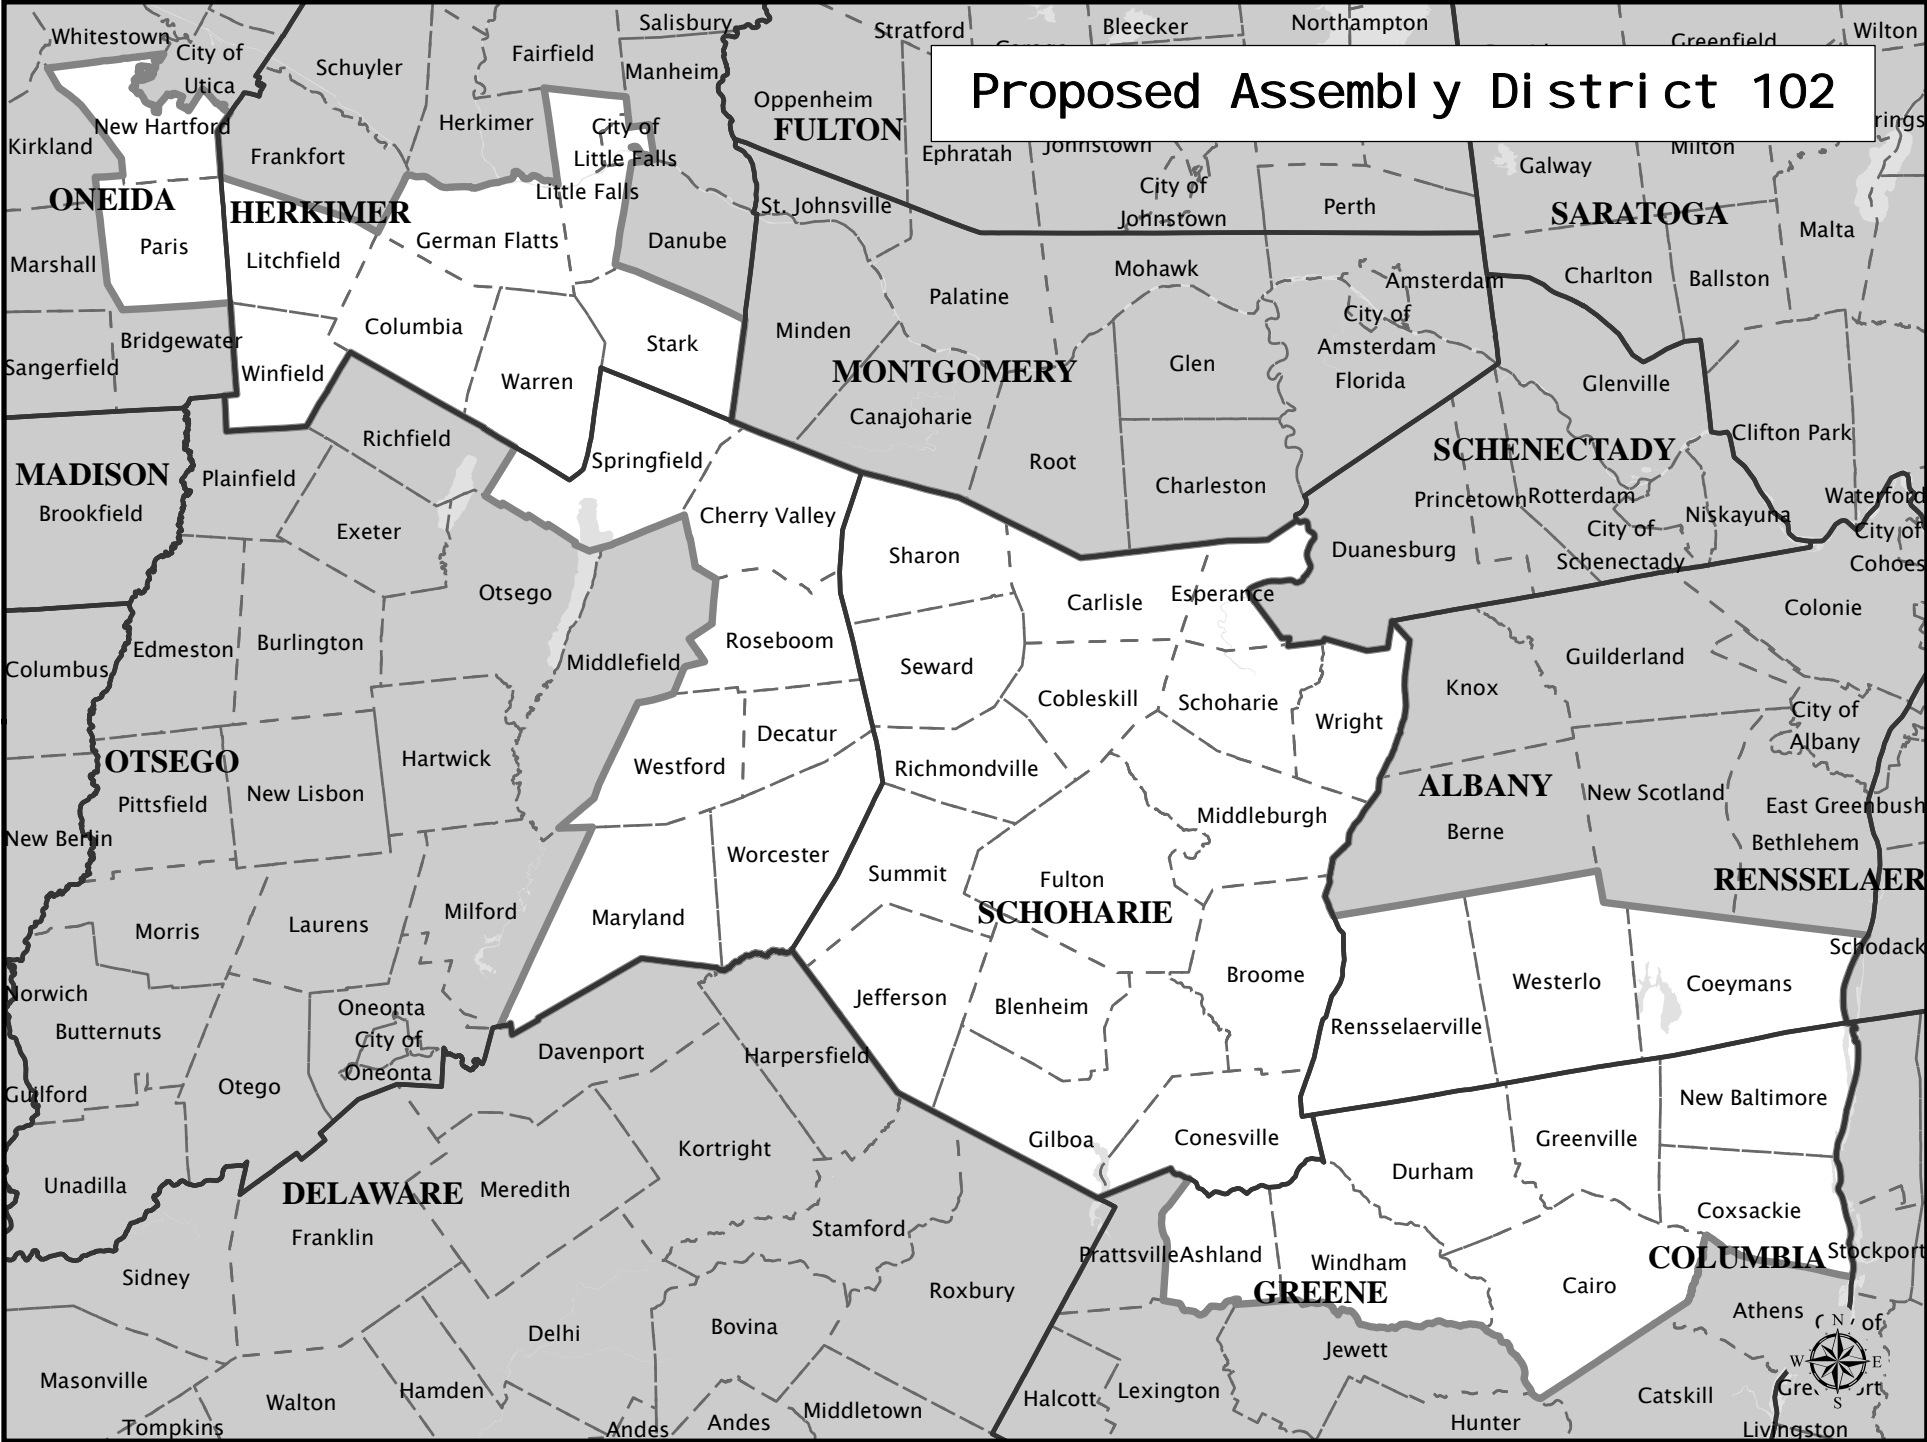 Proposed Assembly District 102
Whitestown
City of
Utica
Schuyler
Fairfield
Salisbury
Manheim
Stratford
Bleecker
Northampton
Greenfield
Wilton
Oppenheim
FULTON
New Hartford
Kirkland
Frankfort
Herkimer
City of
Little Falls
Little Falls
Ephratah
Johnstown
City of
Johnstown
Perth
Galway
Milton
ONEIDA
HERKIMER
St. Johnsville
SARATOGA
Malta
Marshall
Paris
Litchfield
German Flatts
Danube
Palatine
Mohawk
Amsterdam
City of
Amsterdam
Charlton
Ballston
Bridgewater
Sangerfield
Winfield
Columbia
Warren
Stark
Minden
MONTGOMERY
Canajoharie
Glen
Florida
Glenville
Clifton Park
Richfield
Springfield
Root
Charleston
SCHENECTADY
Princetown
Rotterdam
City of
Schenectady
Niskayuna
Waterford
City of
Cohoes
MADISON
Brookfield
Plainfield
Exeter
Cherry Valley
Sharon
Duanesburg
Otsego
Carlisle
Esperance
Colonie
Columbus
Edmeston
Burlington
Middlefield
Roseboom
Seward
Cobleskill
Schoharie
Wright
Knox
Guilderland
City of
Albany
OTSEGO
Pittsfield
New Lisbon
Hartwick
Westford
Decatur
Richmondville
Middleburgh
ALBANY
Berne
New Scotland
East Greenbush
Bethlehem
RENSSELAER
New Berlin
Worcester
Summit
Fulton
SCHOHARIE
Morris
Laurens
Milford
Maryland
Schodack
Norwich
Butternuts
Oneonta
City of
Oneonta
Jefferson
Blenheim
Broome
Rensselaerville
Westerlo
Coeymans
Guilford
Otego
Davenport
Harpersfield
New Baltimore
Unadilla
DELAWARE
Franklin
Meredith
Kortright
Gilboa
Conesville
Durham
Greenville
Coxsackie
Sidney
Stamford
Prattsville
Ashland
Windham
GREENE
Cairo
COLUMBIA
Stockport
Roxbury
Athens
Masonville
Delhi
Bovina
Jewett
N
W
E
S
Walton
Hamden
Halcott
Lexington
Catskill
Tompkins
Andes
Andes
Middletown
Hunter
Livingston